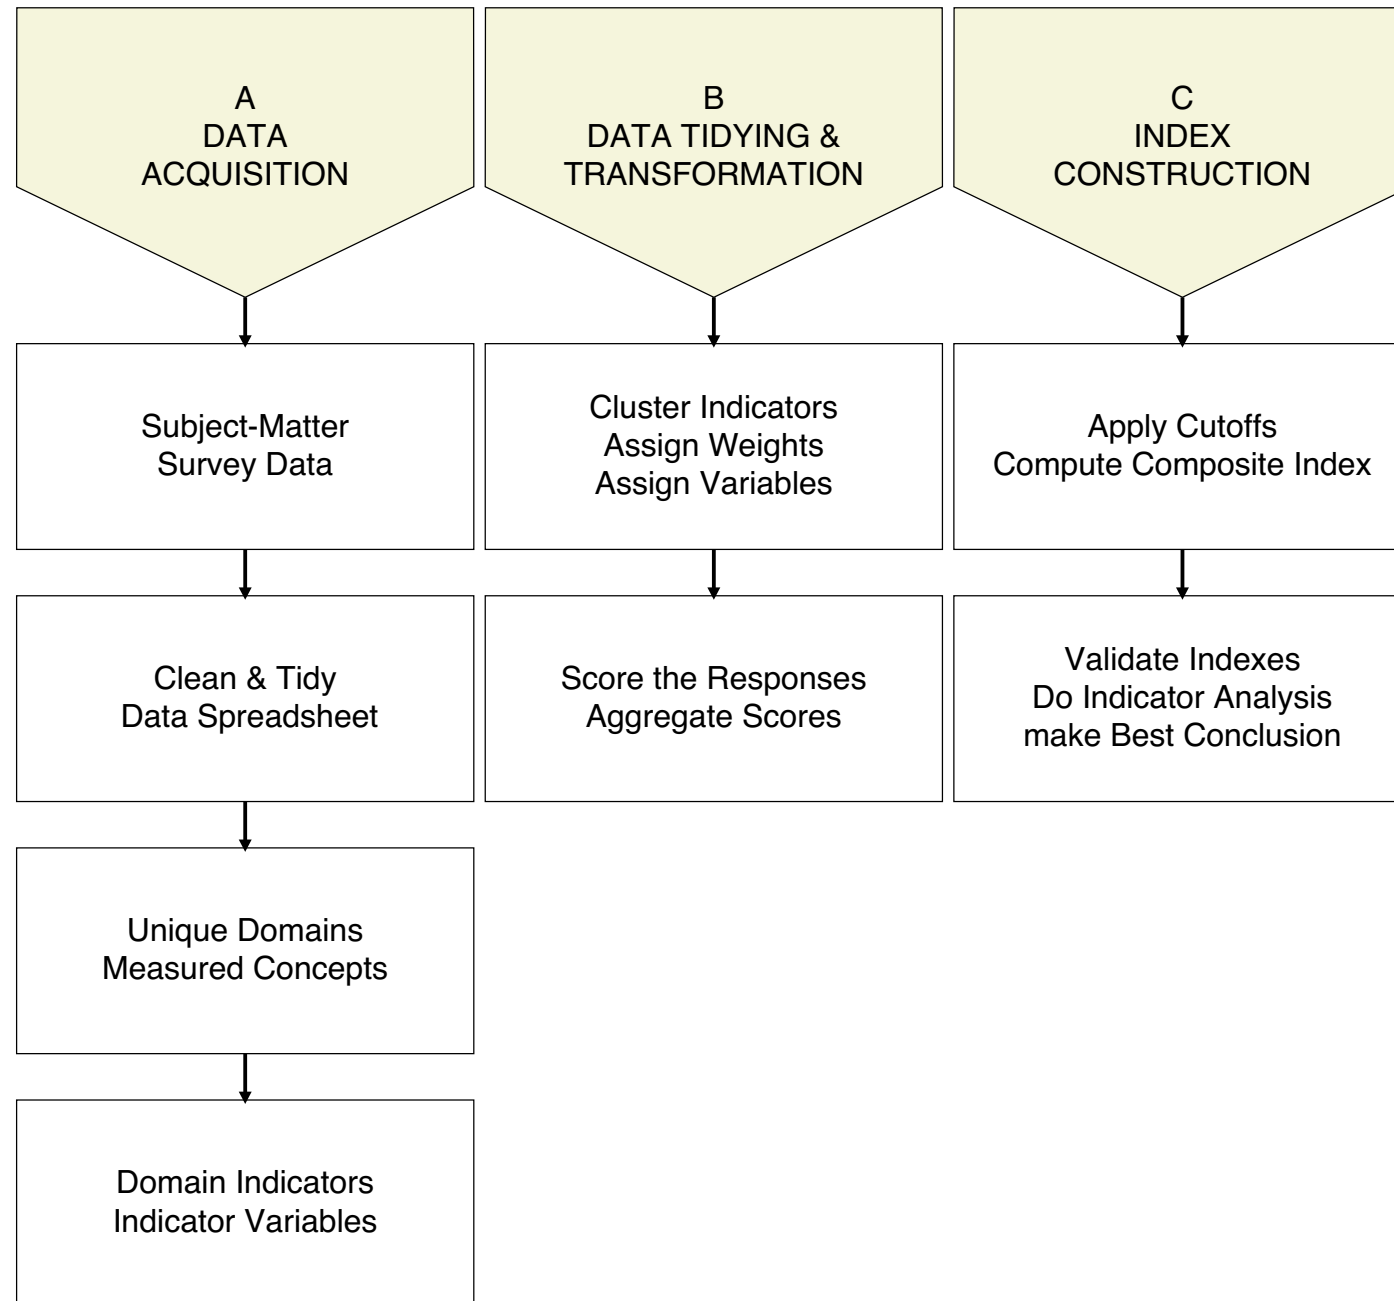 A
DATA
ACQUISITION
Subject-Matter
Survey Data
Clean & Tidy
Data Spreadsheet
Unique Domains
Measured Concepts
Domain Indicators
Indicator Variables
B
DATA TIDYING &
TRANSFORMATION
Cluster Indicators
Assign Weights
Assign Variables
Score the Responses
Aggregate Scores
C
INDEX
CONSTRUCTION
Apply Cutoffs
Compute Composite Index
Validate Indexes
Do Indicator Analysis
make Best Conclusion